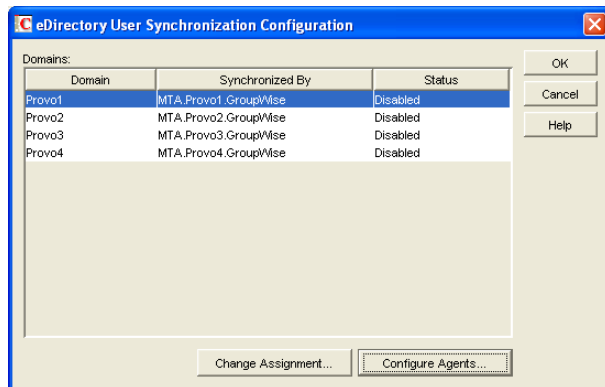 eDirectory User Synchronization Configuration
Domains:
Domain Synchronized By Status
Provo1 MTA.Provo1.GroupWise Disabled
Provo2 MTA.Provo2.GroupWise Disabled
Provo3 MTA.Provo3.GroupWise Disabled
Provo4 MTA.Provo4.GroupWise Disabled
OK
Cancel
Help
Change Assignment... Configure Agents...